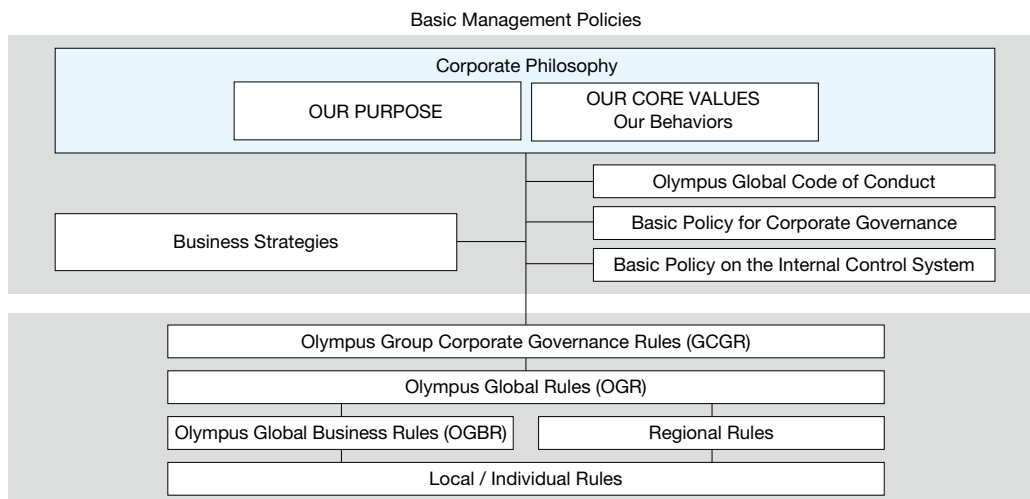 Basic Management Policies
Corporate Philosophy
OUR PURPOSE
OUR CORE VALUES
Our Behaviors
Olympus Global Code of Conduct
Business Strategies
Basic Policy for Corporate Governance
Basic Policy on the Internal Control System
Olympus Group Corporate Governance Rules (GCGR)
Olympus Global Rules (OGR)
Olympus Global Business Rules (OGBR)
Regional Rules
Local / Individual Rules